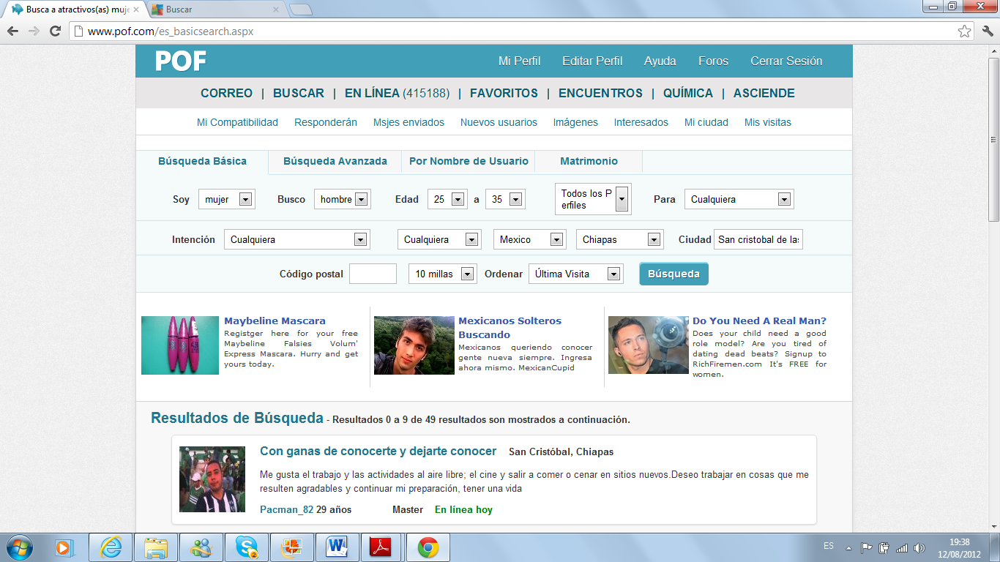 Busca a atractivos(as) muje
Buscar
www.pof.com/es_basicsearch.aspx
POF
Mi Perfil Editar Perfil Ayuda Foros Cerrar Sesión
CORREO | BUSCAR | EN LÍNEA (415188) | FAVORITOS | ENCUENTROS | QUÍMICA | ASCIENDE
Mi Compatibilidad Responderán Msjes enviados Nuevos usuarios Imágenes Interesados Mi ciudad Mis visitas
Búsqueda Básica Búsqueda Avanzada Por Nombre de Usuario Matrimonio
Soy mujer Busco hombre Edad 25 a 35 Todos los P
erfiles Para Cualquiera
Intención Cualquiera Cualquiera Mexico Chiapas Ciudad San cristobal de las
Código postal 10 millas Ordenar Última Visita Búsqueda
Maybeline Mascara
Registger here for your free
Maybeline Falsies Volum'
Express Mascara. Hurry and get
yours today.
Mexicanos Solteros
Buscando
Mexicanos queriendo conocer
gente nueva siempre. Ingresa
ahora mismo. MexicanCupid
Do You Need A Real Man?
Does your child need a good
role model? Are you tired of
dating dead beats? Signup to
RichFiremen.com It's FREE for
women.
Resultados de Búsqueda - Resultados 0 a 9 de 49 resultados son mostrados a continuación.
Con ganas de conocerte y dejarte conocer San Cristóbal, Chiapas
Me gusta el trabajo y las actividades al aire libre; el cine y salir a comer o cenar en sitios nuevos.Deseo trabajar en cosas que me
resulten agradables y continuar mi preparación, tener una vida
Pacman_82 29 años Master En línea hoy
2
ES
19:38
12/08/2012